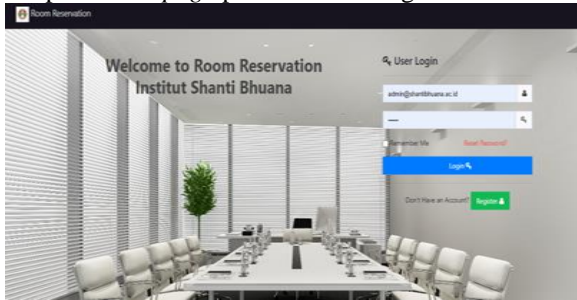 Room Reservation
Welcome to Room Reservation
Institut Shanti Bhuana
User Login
admin@shantibhuana.ac.id
Remember Me
Reset Password?
Login
Don't Have an Account? Register